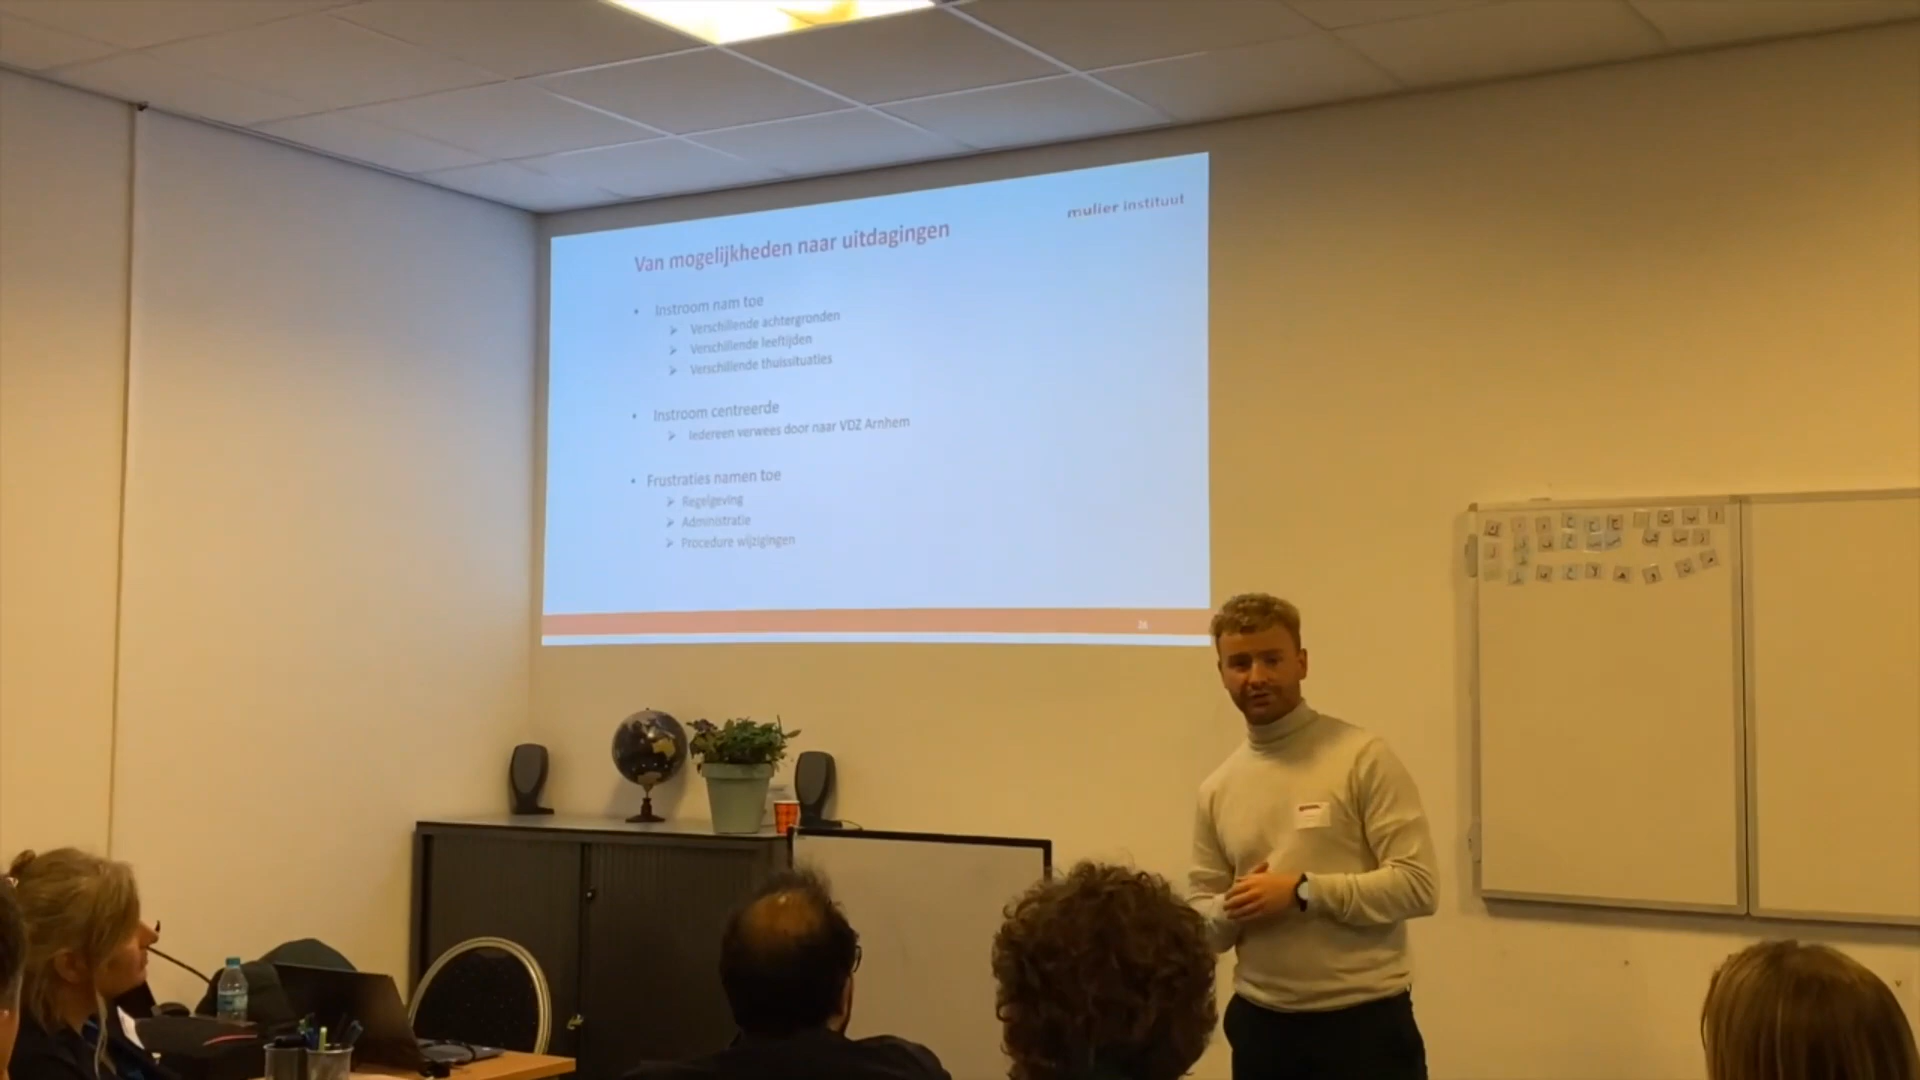 mulier instituut
Van mogelijkheden naar uitdagingen
• Instroom nam toe
➢ Verschillende achtergronden
➢ Verschillende leeftijden
➢ Verschillende thuissituaties
• Instroom centreerde
➢ Iedereen verwees door naar VDZ Arnhem
• Frustraties namen toe
➢ Regelgeving
➢ Administratie
➢ Procedure wijzigingen